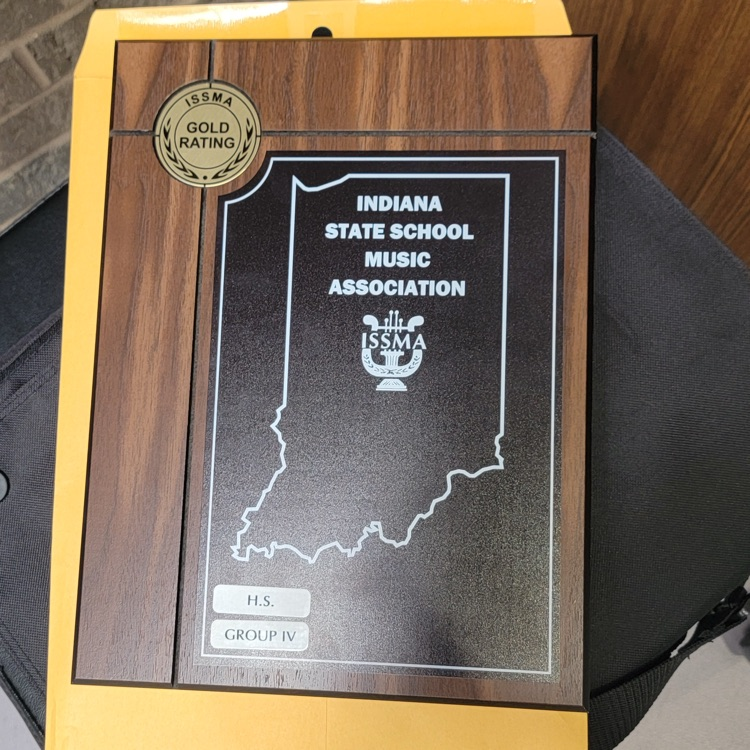 ISSMA
GOLD
RATING
INDIANA
STATE SCHOOL
MUSIC
ASSOCIATION
ISSMA
H.S.
GROUP IV